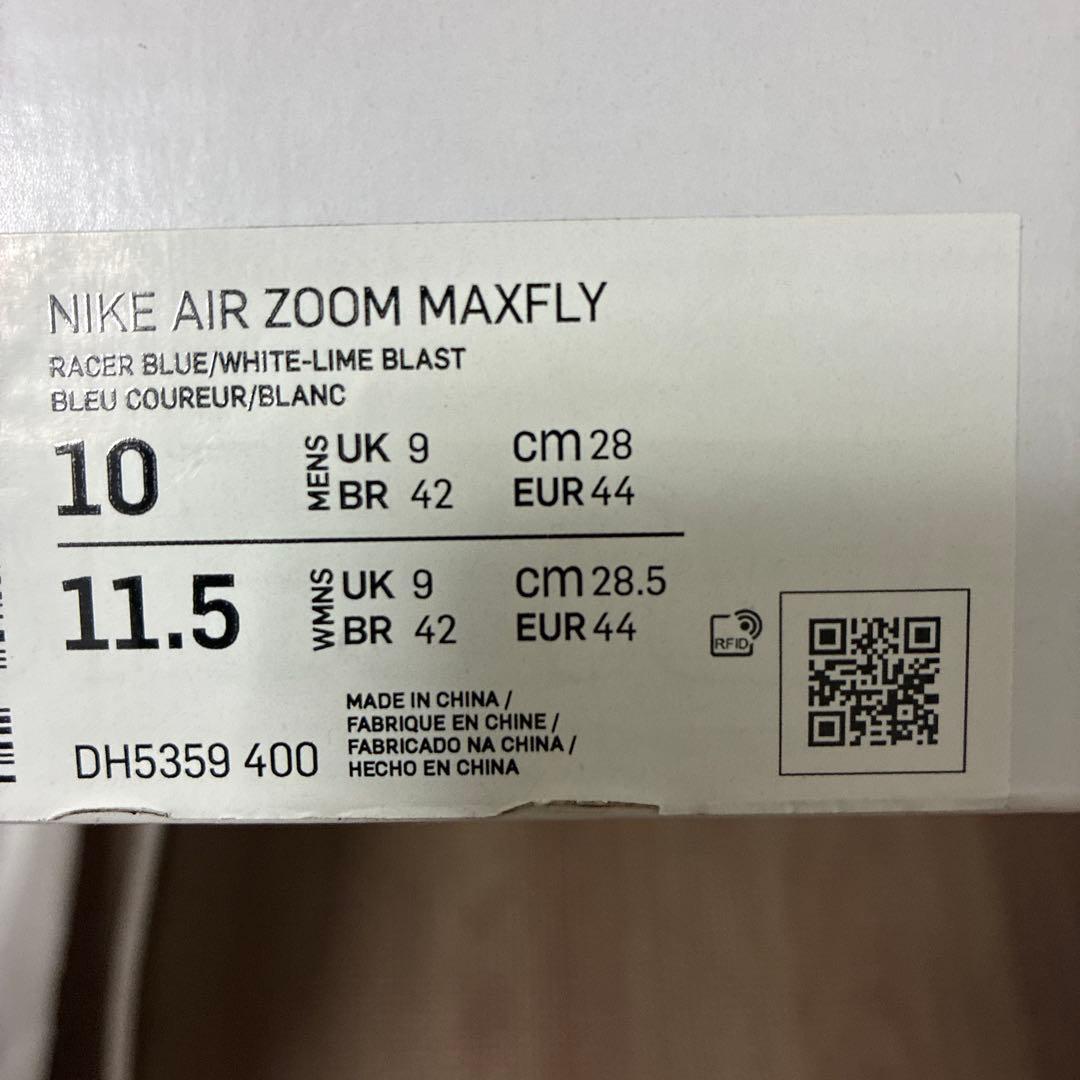 NIKE AIR ZOOM MAXFLY
RACER BLUE/WHITE-LIME BLAST
BLEU COUREUR/BLANC
10 MENS UK 9 cm 28
BR 42 EUR 44
11.5 WMNS UK 9 cm 28.5
BR 42 EUR 44
RFID
MADE IN CHINA /
FABRIQUE EN CHINE /
FABRICADO NA CHINA /
HECHO EN CHINA
DH5359 400